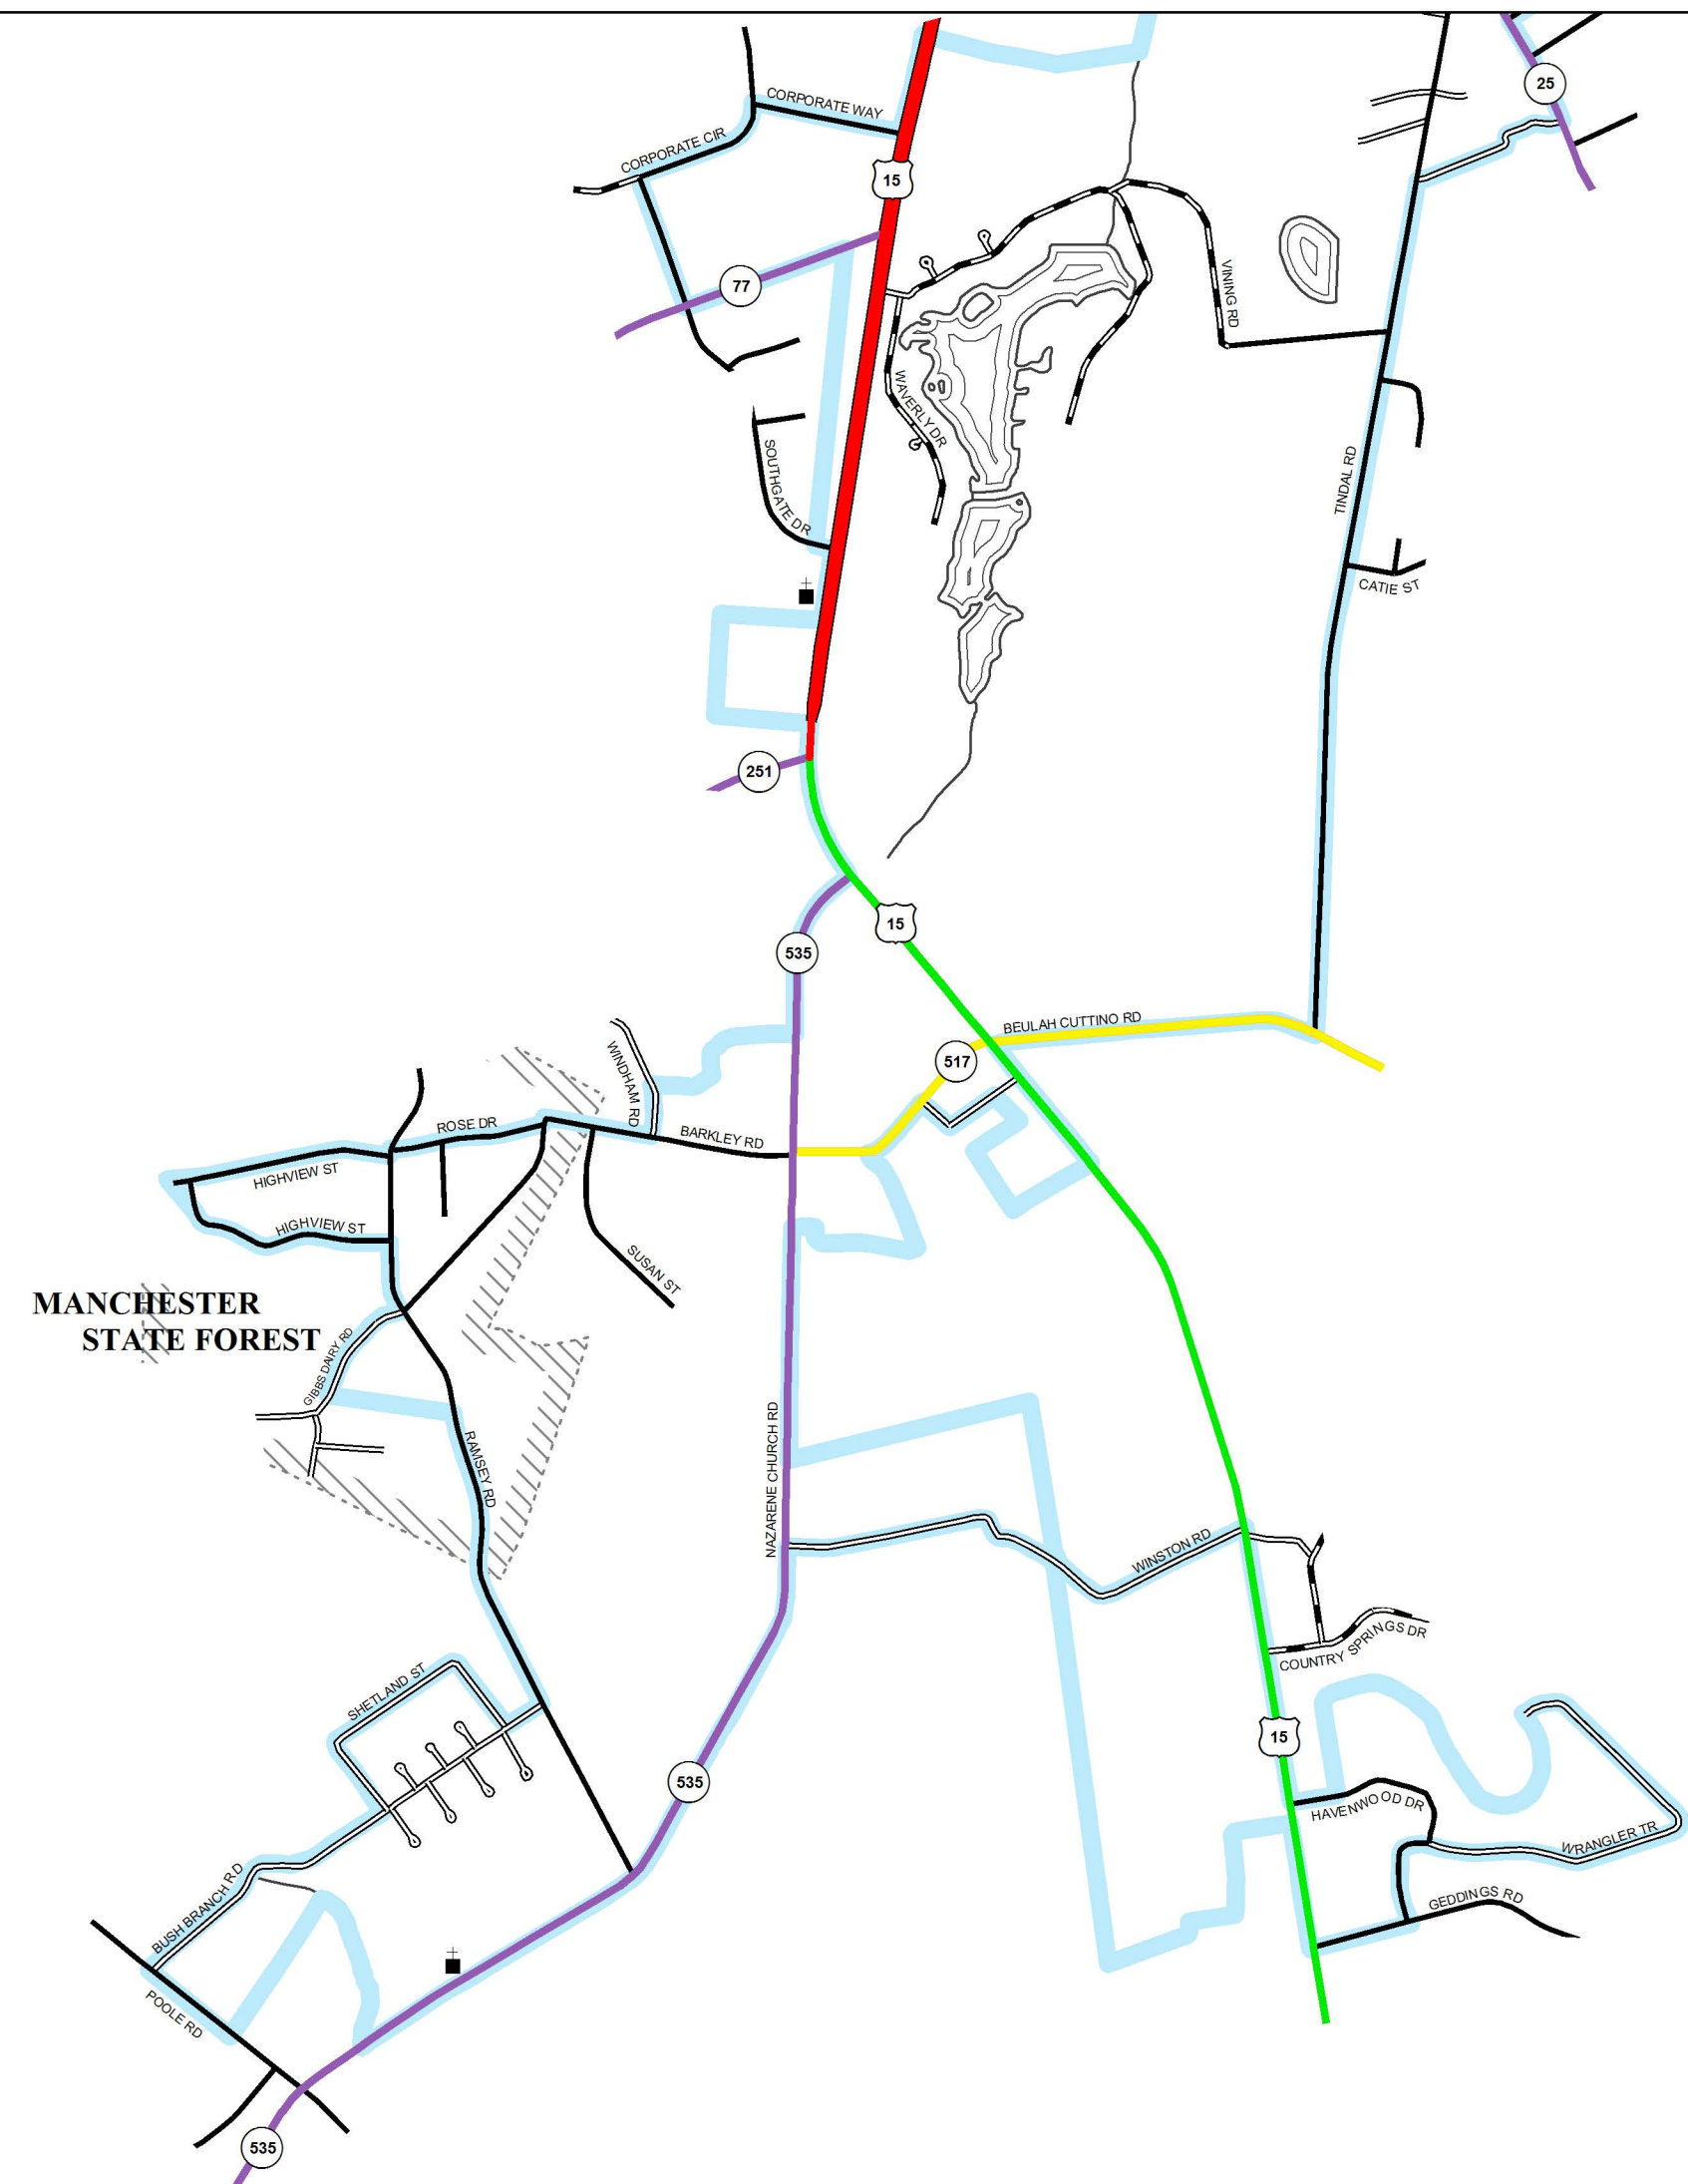 25
CORPORATE WAY
CORPORATE CIR
15
77
VINING RD
WAVERLY DR
SOUTHGATE DR
TINDAL RD
CATIE ST
251
15
535
BEULAH CUTTINO RD
517
WINDHAM RD
ROSE DR
BARKLEY RD
HIGHVIEW ST
HIGHVIEW ST
SUSAN ST
MANCHESTER
STATE FOREST
GIBBS DAIRY RD
RAMSEY RD
NAZARENE CHURCH RD
WINSTON RD
COUNTRY SPRINGS DR
SHETLAND ST
15
535
HAVENWOOD DR
WRANGLER TR
GEDDINGS RD
BUSH BRANCH RD
POOLE RD
535